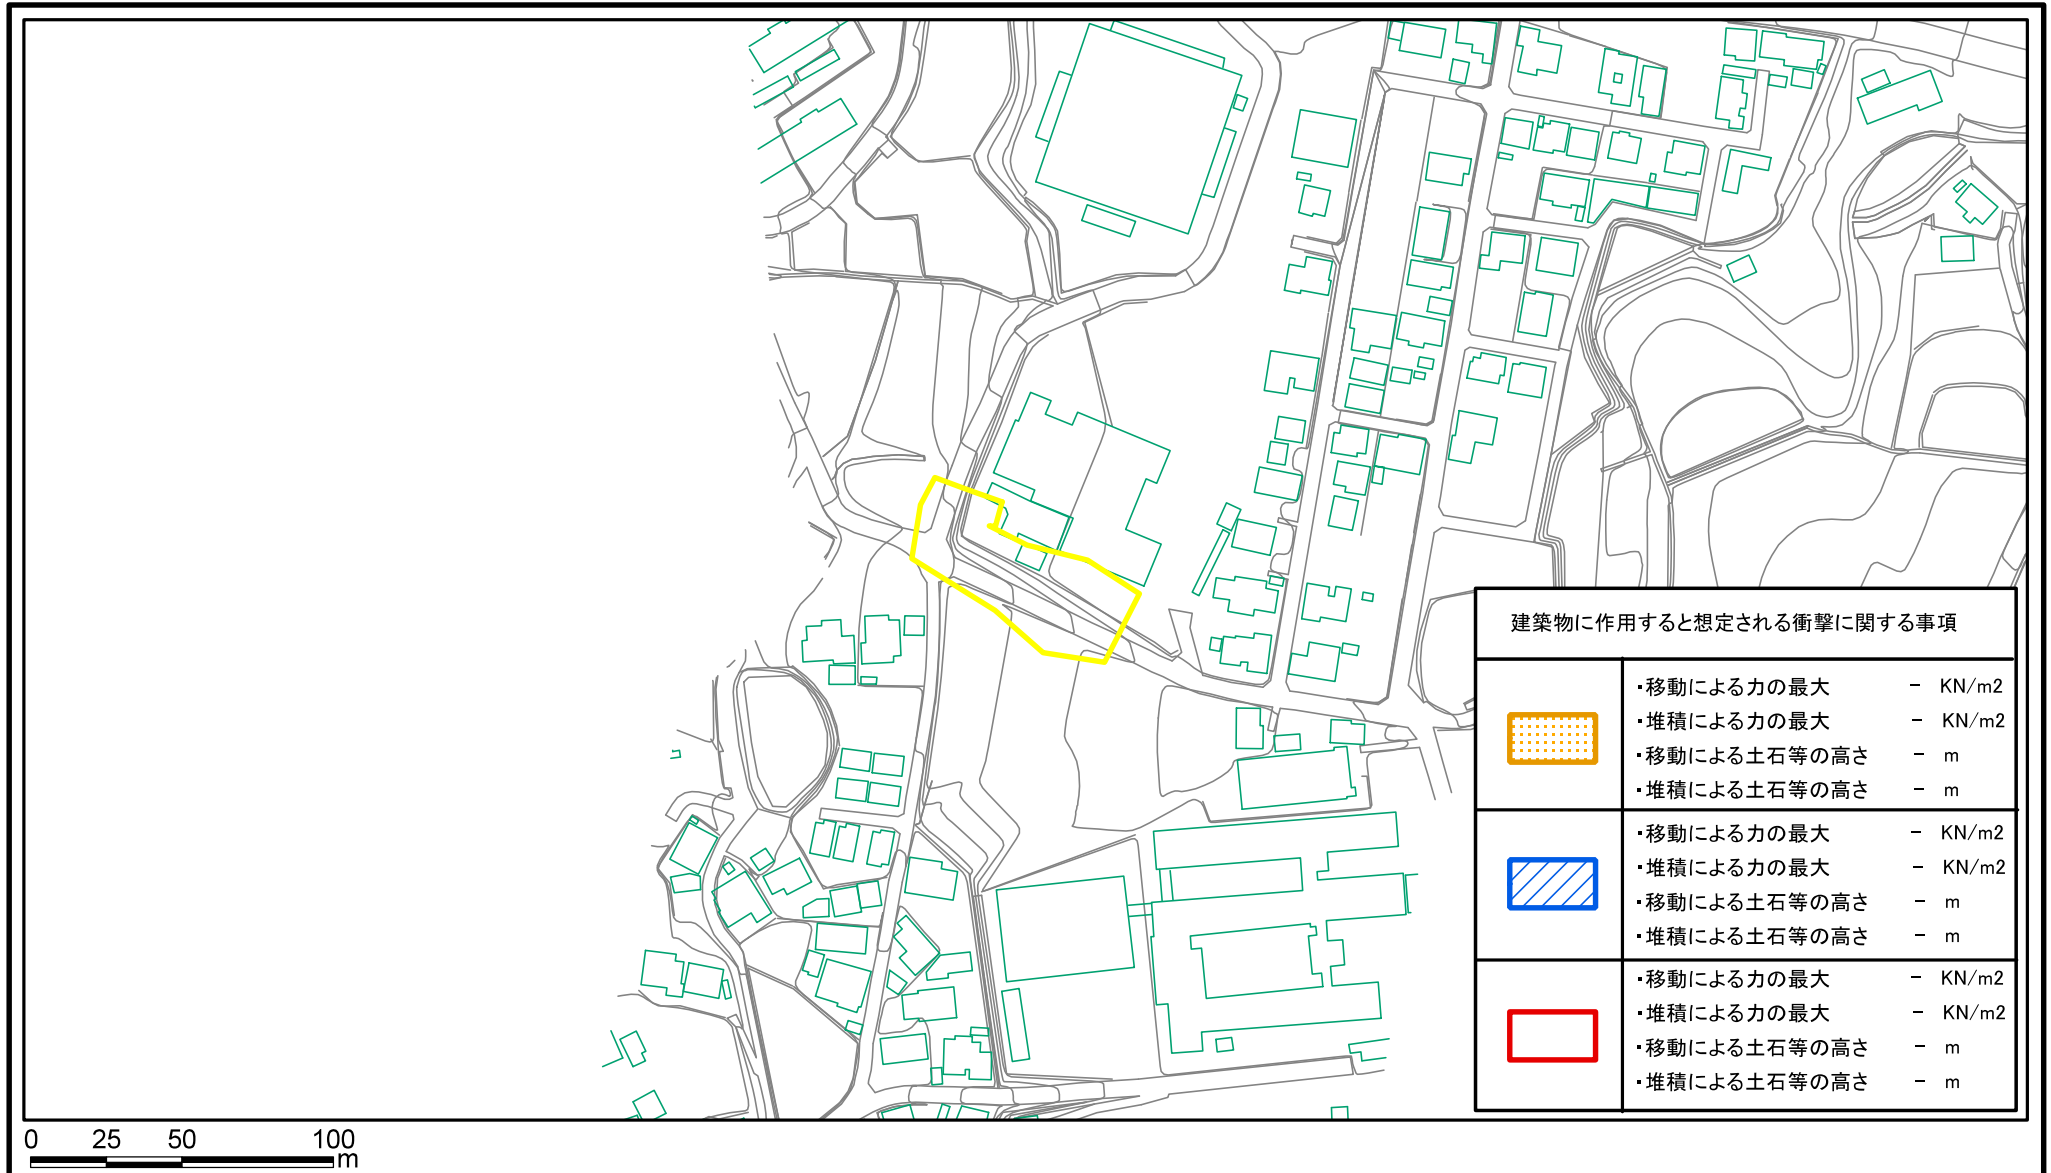 建築物に作用すると想定される衝撃に関する事項
・移動による力の最大 － KN/m2
・堆積による力の最大 － KN/m2
・移動による土石等の高さ － m
・堆積による土石等の高さ － m
・移動による力の最大 － KN/m2
・堆積による力の最大 － KN/m2
・移動による土石等の高さ － m
・堆積による土石等の高さ － m
・移動による力の最大 － KN/m2
・堆積による力の最大 － KN/m2
・移動による土石等の高さ － m
・堆積による土石等の高さ － m
0 25 50 100
m